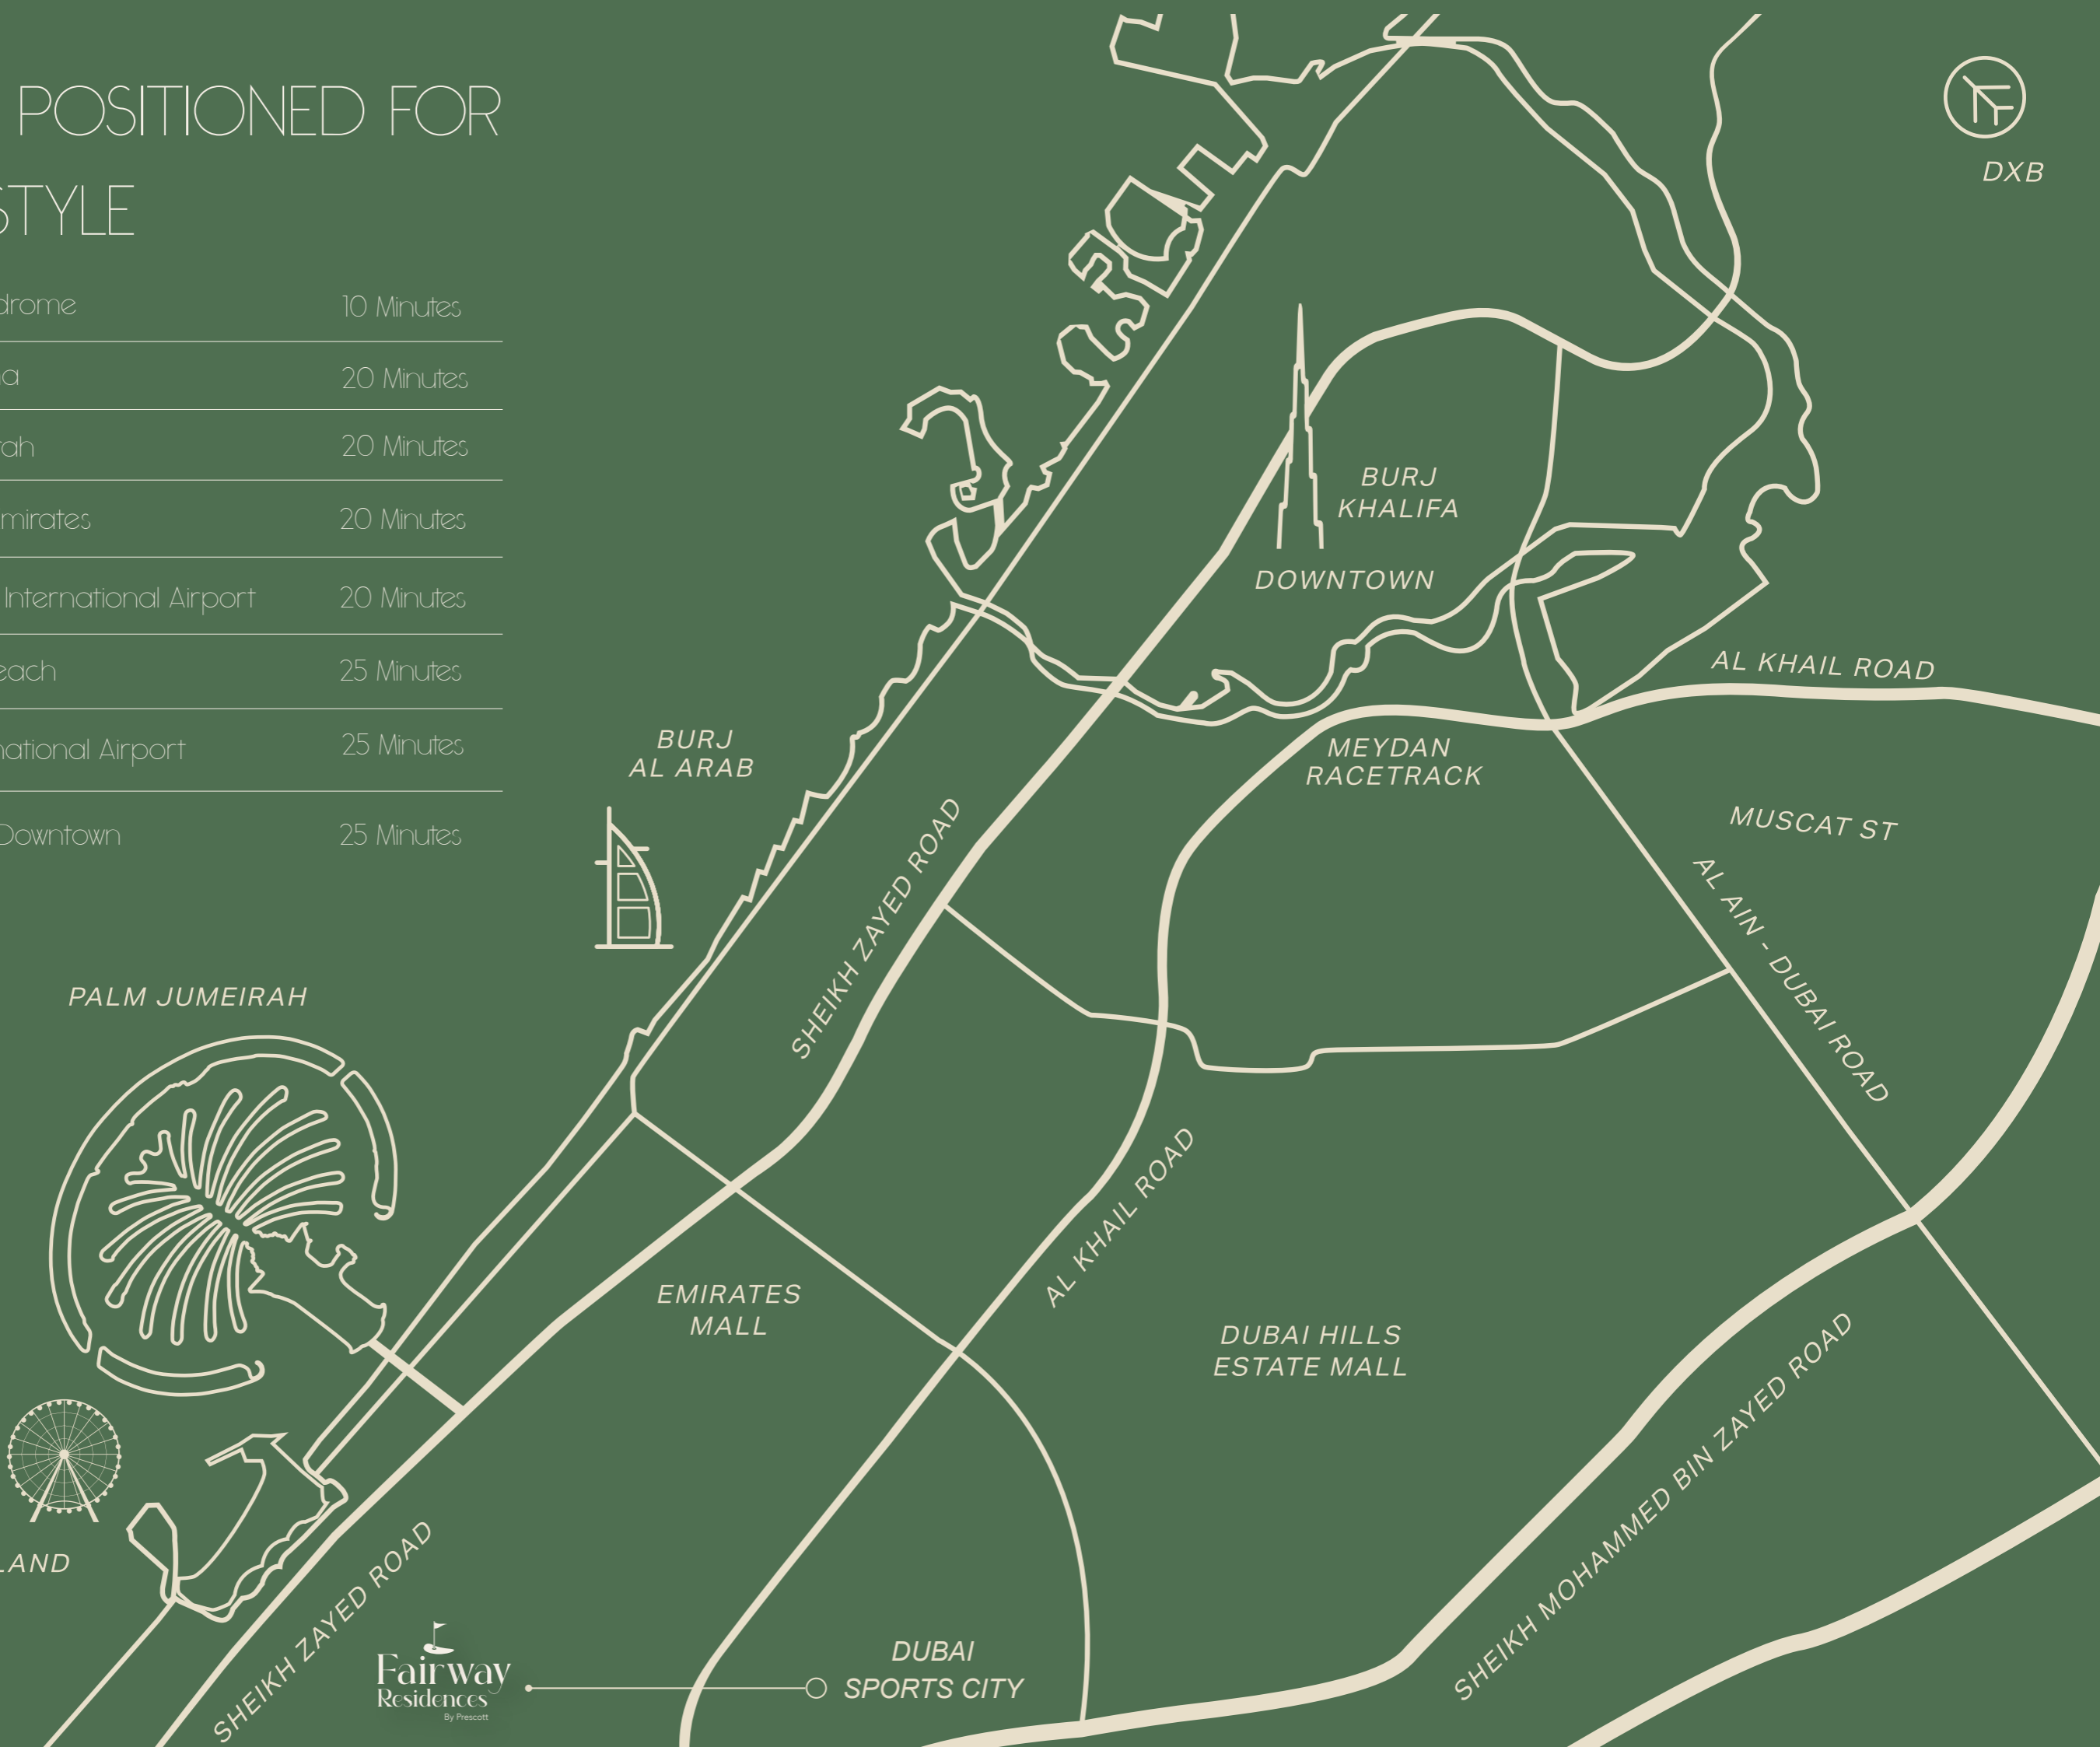 POSITIONED FOR
STYLE
drome 10 Minutes
a 20 Minutes
rah 20 Minutes
mirates 20 Minutes
International Airport 20 Minutes
each 25 Minutes
national Airport 25 Minutes
Downtown 25 Minutes
DXB
BURJ
KHALIFA
DOWNTOWN
AL KHAIL ROAD
BURJ
AL ARAB
MEYDAN
RACETRACK
MUSCAT ST
SHEIKH ZAYED ROAD
AL AIN - DUBAI ROAD
PALM JUMEIRAH
AL KHAIL ROAD
EMIRATES
MALL
DUBAI HILLS
ESTATE MALL
SHEIKH MOHAMMED BIN ZAYED ROAD
LAND
SHEIKH ZAYED ROAD
Fairway
Residences
By Prescott
DUBAI
SPORTS CITY